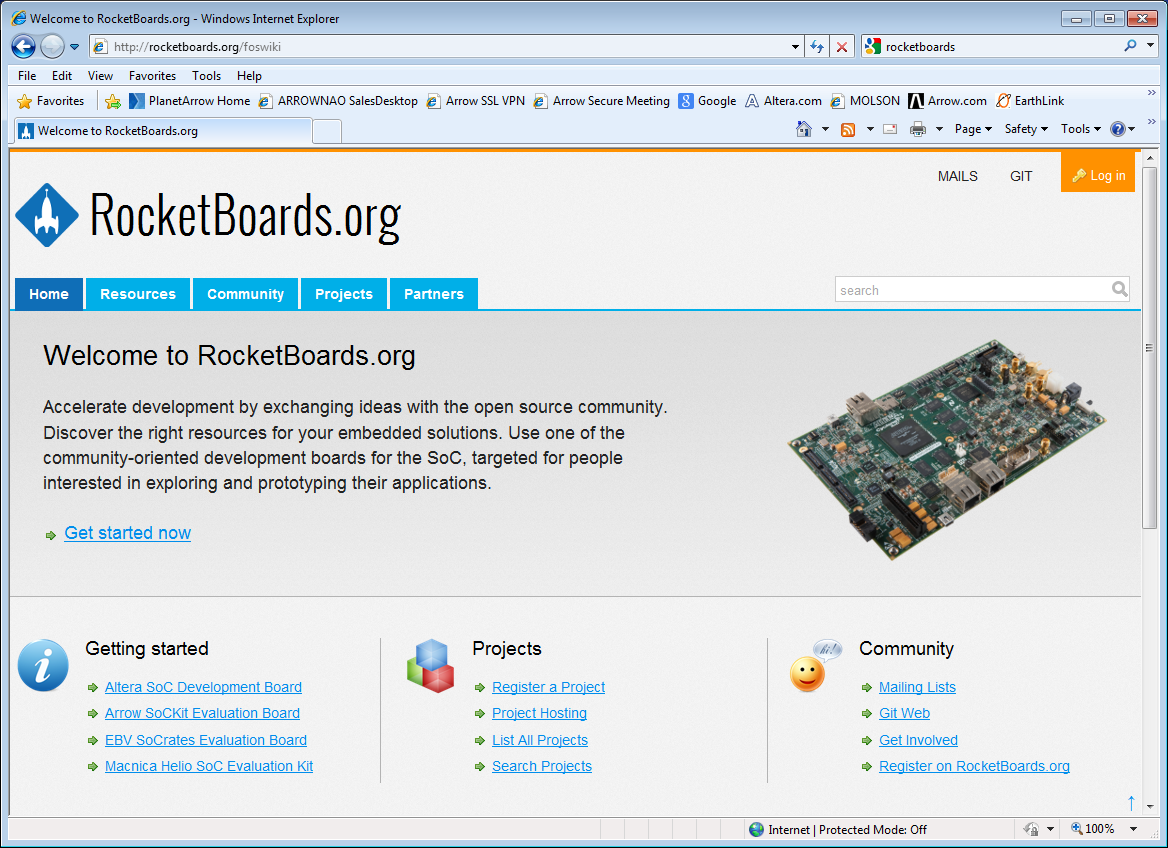 Welcome to RocketBoards.org - Windows Internet Explorer
http://rocketboards.org/foswiki
rocketboards
File Edit View Favorites Tools Help
Favorites PlanetArrow Home ARROWNAO SalesDesktop Arrow SSL VPN Arrow Secure Meeting Google Altera.com MOLSON Arrow.com EarthLink
Welcome to RocketBoards.org
Page Safety Tools
MAILS GIT Log in
RocketBoards.org
Home Resources Community Projects Partners
search
Welcome to RocketBoards.org
Accelerate development by exchanging ideas with the open source community.
Discover the right resources for your embedded solutions. Use one of the
community-oriented development boards for the SoC, targeted for people
interested in exploring and prototyping their applications.
Get started now
Getting started
Altera SoC Development Board
Arrow SoCKit Evaluation Board
EBV SoCrates Evaluation Board
Macnica Helio SoC Evaluation Kit
Projects
Register a Project
Project Hosting
List All Projects
Search Projects
hi!
Community
Mailing Lists
Git Web
Get Involved
Register on RocketBoards.org
Internet | Protected Mode: Off
100%